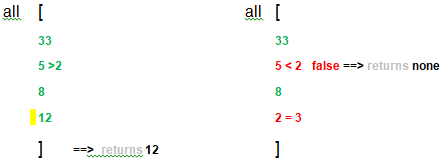 all [
33
5 >2
8
12
] ==> returns 12
all [
33
5 < 2 false ==> returns none
8
2 = 3
]